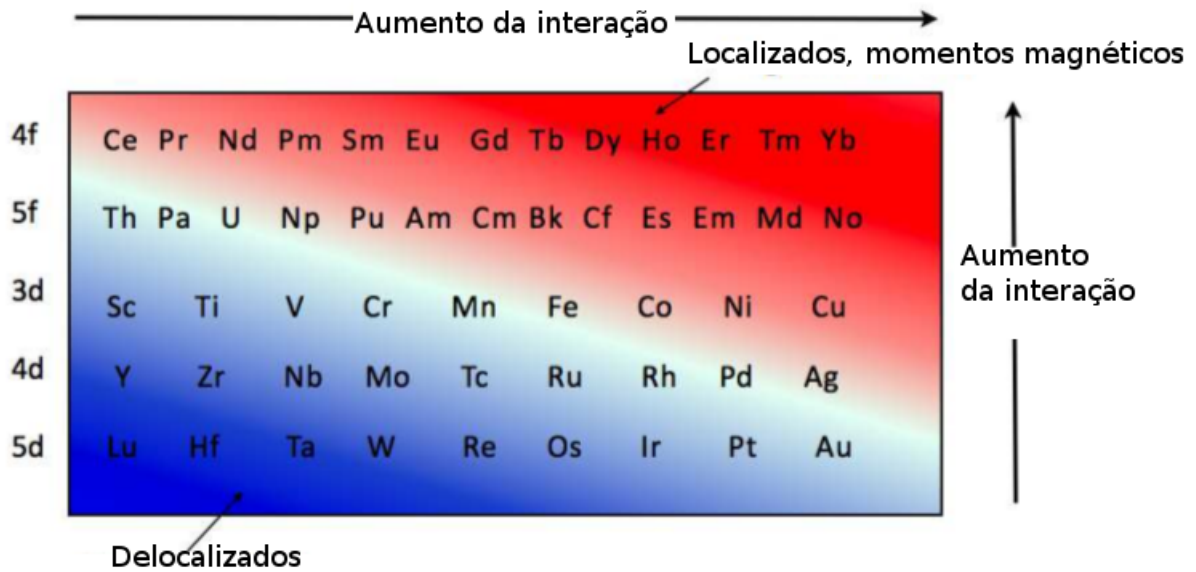 Aumento da interação
Localizados, momentos magnéticos
4f Ce Pr Nd Pm Sm Eu Gd Tb Dy Ho Er Tm Yb
5f Th Pa U Np Pu Am Cm Bk Cf Es Em Md No
Aumento
da interação
3d Sc Ti V Cr Mn Fe Co Ni Cu
4d Y Zr Nb Mo Tc Ru Rh Pd Ag
5d Lu Hf Ta W Re Os Ir Pt Au
Delocalizados